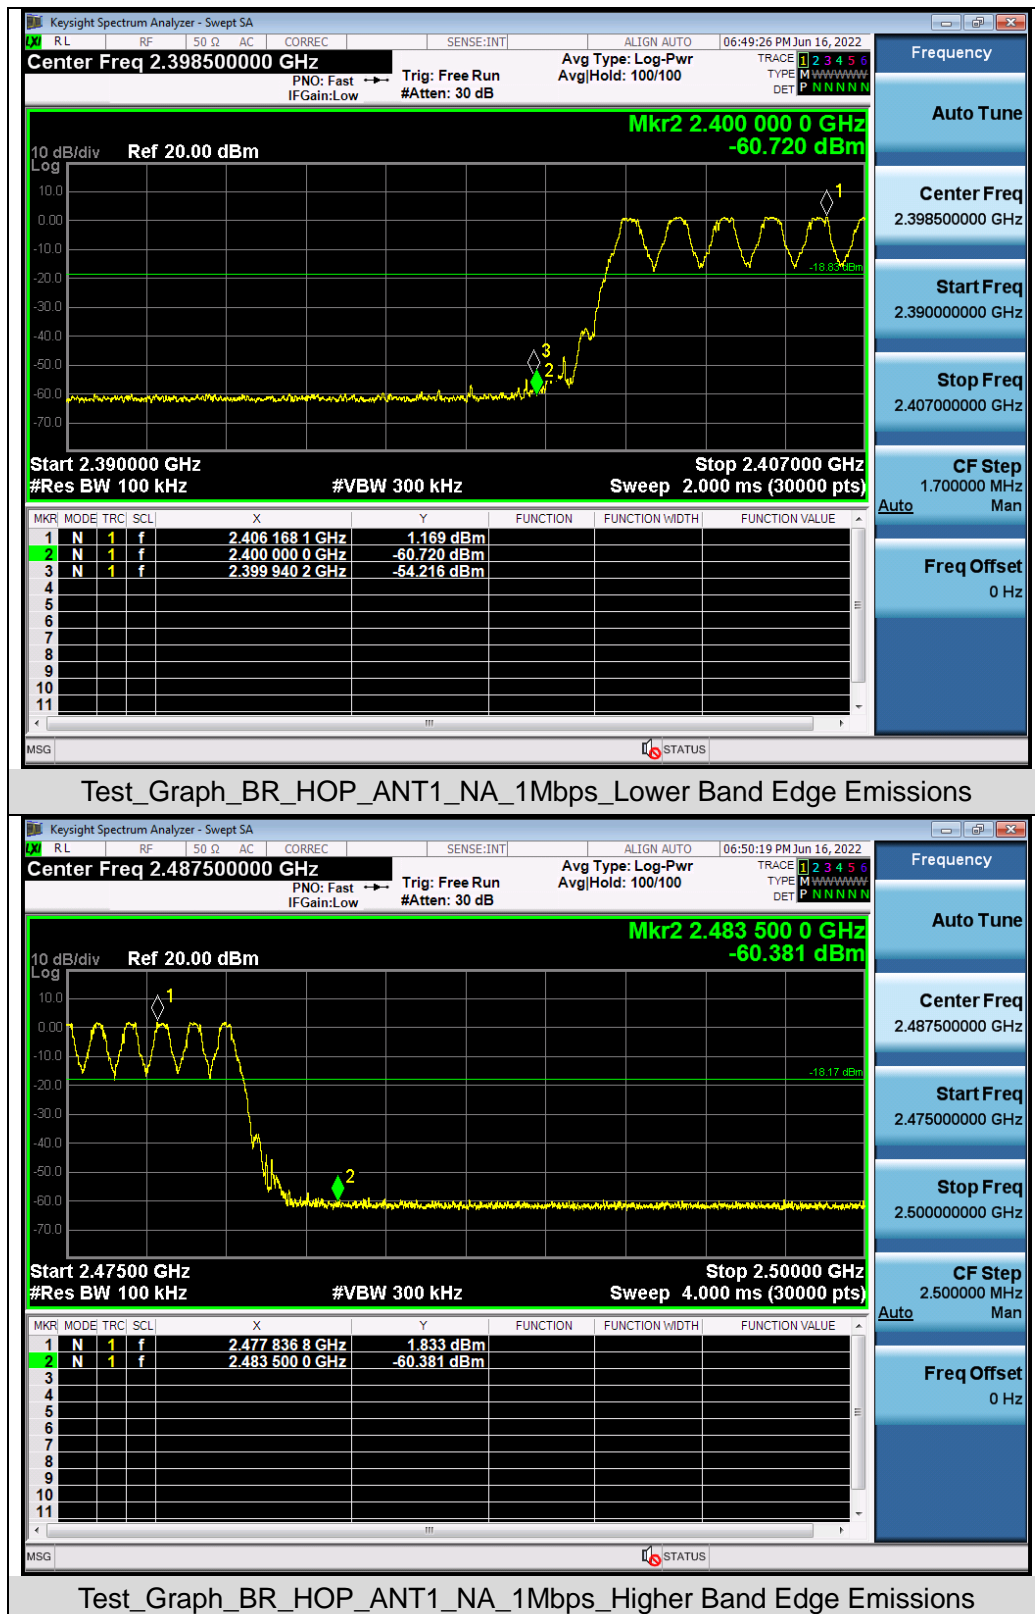 Keysight Spectrum Analyzer - Swept SA
LXI RL RF 50 Ω AC CORREC SENSE:INT ALIGN AUTO 06:49:26 PM Jun 16, 2022
Center Freq 2.398500000 GHz
PNO: Fast
IFGain:Low
Trig: Free Run
#Atten: 30 dB
Avg Type: Log-Pwr
Avg|Hold: 100/100
TRACE 1 2 3 4 5 6
TYPE M W W W W W
DET P N N N N N
Frequency
Auto Tune
Center Freq
2.398500000 GHz
Start Freq
2.390000000 GHz
Stop Freq
2.407000000 GHz
CF Step
1.700000 MHz
Auto Man
Freq Offset
0 Hz
Mkr2 2.400 000 0 GHz
-60.720 dBm
10 dB/div Ref 20.00 dBm
Log
10.0
0.00
-10.0
-20.0
-30.0
-40.0
-50.0
-60.0
-70.0
1
-18.83 dBm
3
2
Start 2.390000 GHz Stop 2.407000 GHz
#Res BW 100 kHz #VBW 300 kHz Sweep 2.000 ms (30000 pts)
MKR MODE TRC SCL X Y FUNCTION FUNCTION WIDTH FUNCTION VALUE
1 N 1 f 2.406 168 1 GHz 1.169 dBm
2 N 1 f 2.400 000 0 GHz -60.720 dBm
3 N 1 f 2.399 940 2 GHz -54.216 dBm
4
5
6
7
8
9
10
11
MSG STATUS
Test_Graph_BR_HOP_ANT1_NA_1Mbps_Lower Band Edge Emissions
Keysight Spectrum Analyzer - Swept SA
LXI RL RF 50 Ω AC CORREC SENSE:INT ALIGN AUTO 06:50:19 PM Jun 16, 2022
Center Freq 2.487500000 GHz
PNO: Fast
IFGain:Low
Trig: Free Run
#Atten: 30 dB
Avg Type: Log-Pwr
Avg|Hold: 100/100
TRACE 1 2 3 4 5 6
TYPE M W W W W W
DET P N N N N N
Frequency
Auto Tune
Center Freq
2.487500000 GHz
Start Freq
2.475000000 GHz
Stop Freq
2.500000000 GHz
CF Step
2.500000 MHz
Auto Man
Freq Offset
0 Hz
Mkr2 2.483 500 0 GHz
-60.381 dBm
10 dB/div Ref 20.00 dBm
Log
10.0
0.00
-10.0
-20.0
-30.0
-40.0
-50.0
-60.0
-70.0
1
-18.17 dBm
2
Start 2.47500 GHz Stop 2.50000 GHz
#Res BW 100 kHz #VBW 300 kHz Sweep 4.000 ms (30000 pts)
MKR MODE TRC SCL X Y FUNCTION FUNCTION WIDTH FUNCTION VALUE
1 N 1 f 2.477 836 8 GHz 1.833 dBm
2 N 1 f 2.483 500 0 GHz -60.381 dBm
3
4
5
6
7
8
9
10
11
MSG STATUS
Test_Graph_BR_HOP_ANT1_NA_1Mbps_Higher Band Edge Emissions